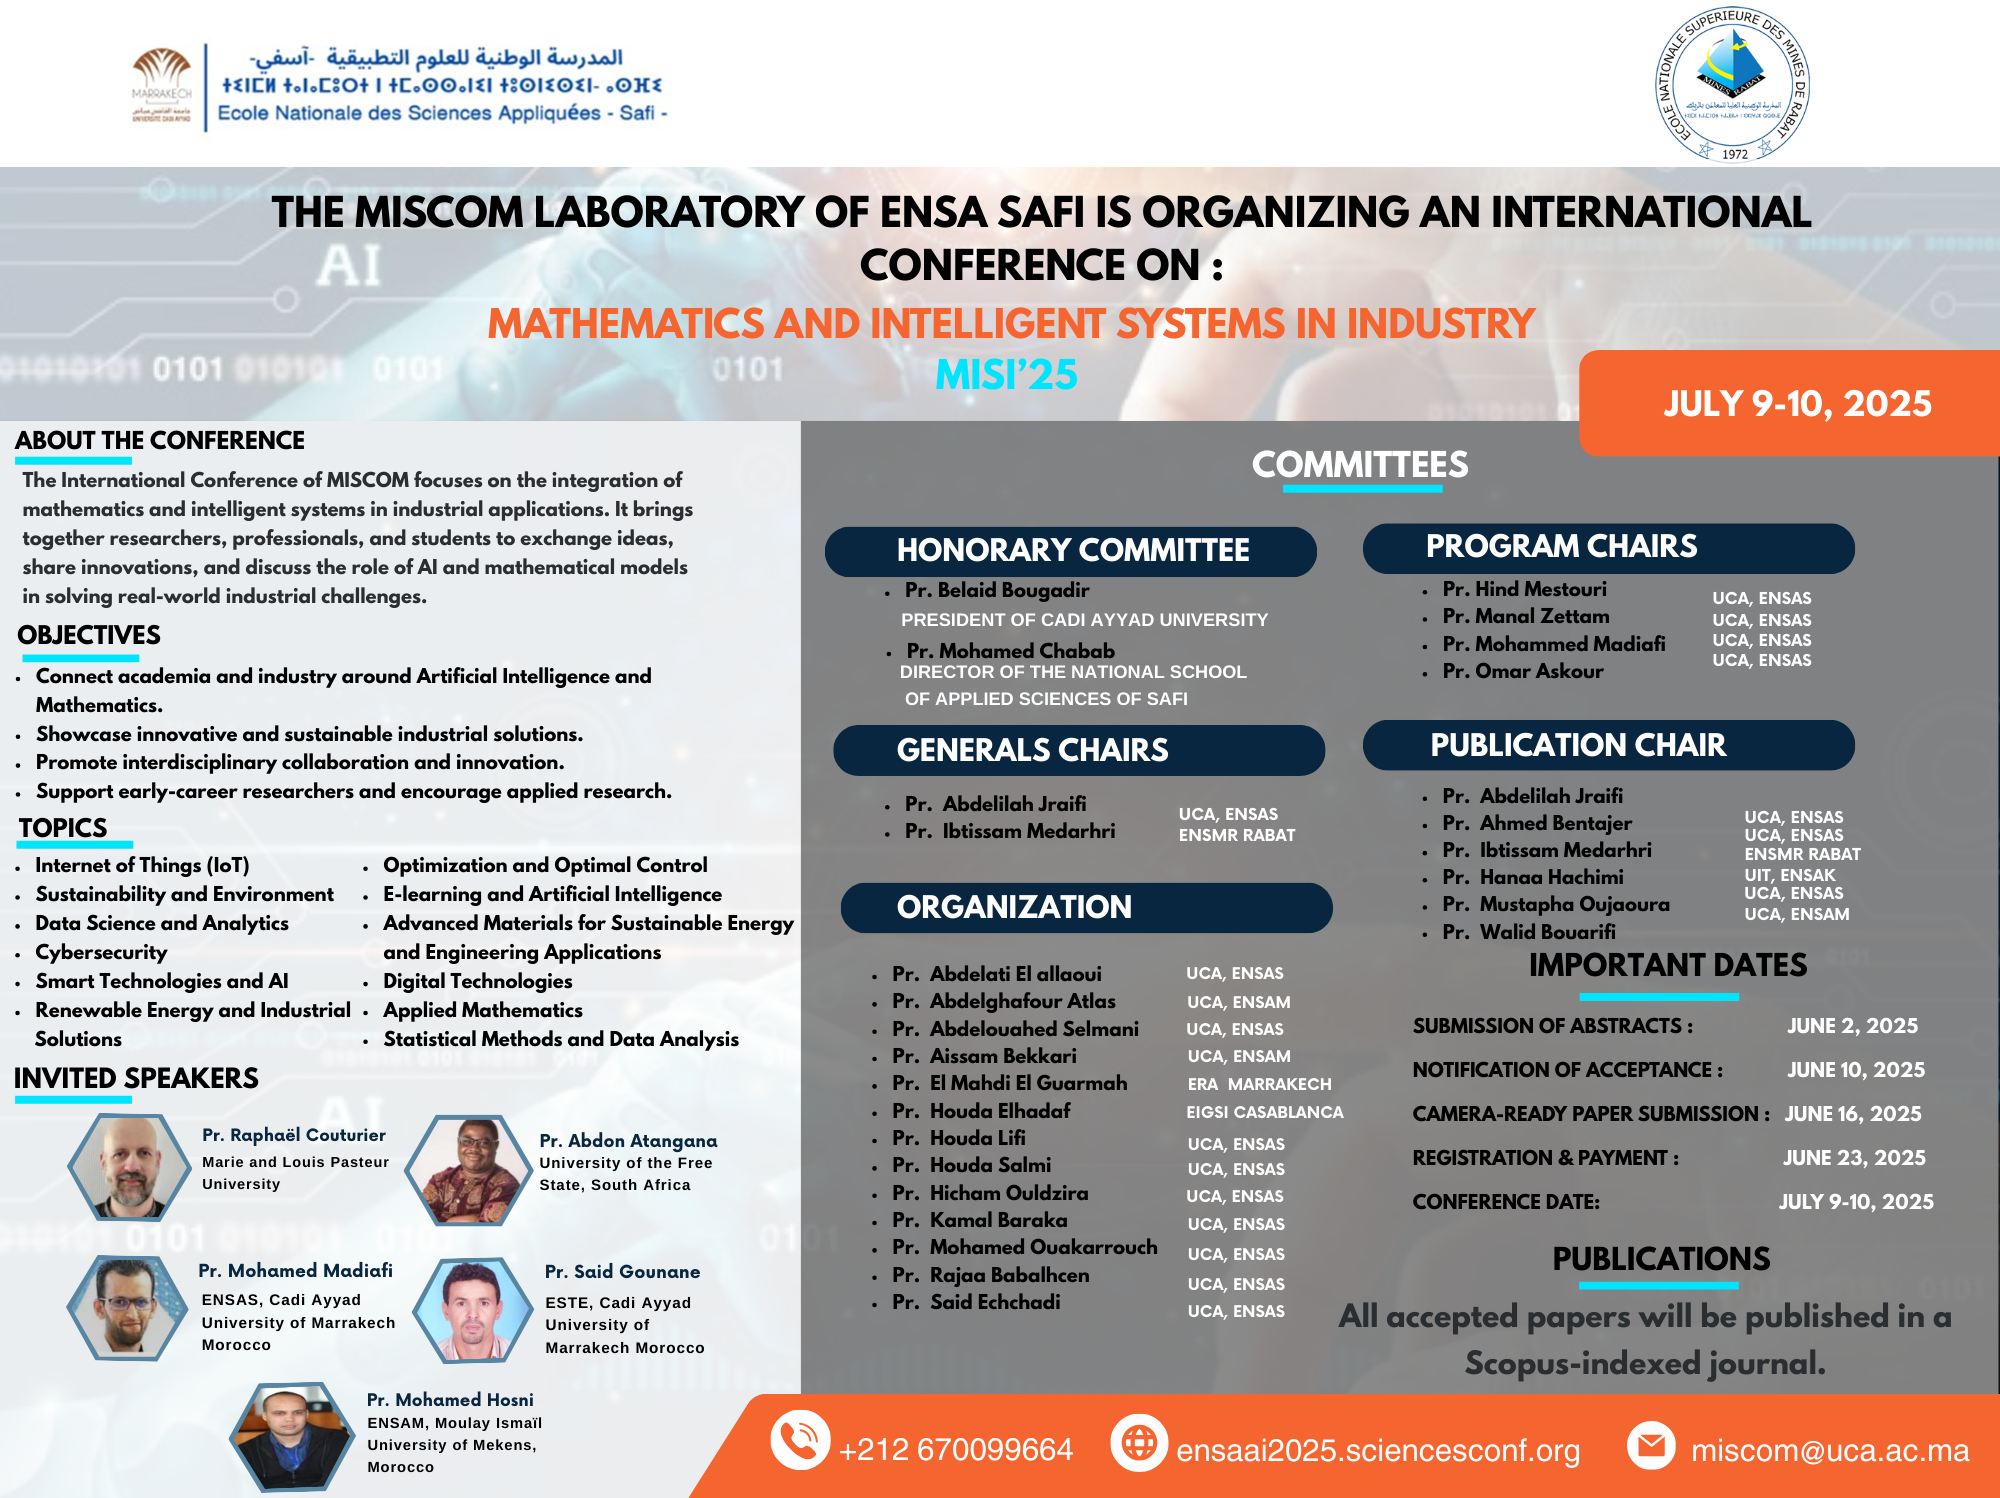 المدرسة الوطنية للعلوم التطبيقية -آسفي-
Ecole Nationale des Sciences Appliquées - Safi -
MARRAKECH
UNIVERSITE CADI AYYAD
ECOLE NATIONALE SUPERIEURE DES MINES DE RABAT
MINES RABAT
1972
THE MISCOM LABORATORY OF ENSA SAFI IS ORGANIZING AN INTERNATIONAL
CONFERENCE ON :
MATHEMATICS AND INTELLIGENT SYSTEMS IN INDUSTRY
MISI’25
AI
01010101 0101 010101 0101
0101
JULY 9-10, 2025
ABOUT THE CONFERENCE
The International Conference of MISCOM focuses on the integration of
mathematics and intelligent systems in industrial applications. It brings
together researchers, professionals, and students to exchange ideas,
share innovations, and discuss the role of AI and mathematical models
in solving real-world industrial challenges.
OBJECTIVES
• Connect academia and industry around Artificial Intelligence and
Mathematics.
• Showcase innovative and sustainable industrial solutions.
• Promote interdisciplinary collaboration and innovation.
• Support early-career researchers and encourage applied research.
TOPICS
• Internet of Things (IoT)
• Sustainability and Environment
• Data Science and Analytics
• Cybersecurity
• Smart Technologies and AI
• Renewable Energy and Industrial
Solutions
• Optimization and Optimal Control
• E-learning and Artificial Intelligence
• Advanced Materials for Sustainable Energy
and Engineering Applications
• Digital Technologies
• Applied Mathematics
• Statistical Methods and Data Analysis
INVITED SPEAKERS
AI
Pr. Raphaël Couturier
Marie and Louis Pasteur
University
Pr. Abdon Atangana
University of the Free
State, South Africa
Pr. Mohamed Madiafi
ENSAS, Cadi Ayyad
University of Marrakech
Morocco
Pr. Said Gounane
ESTE, Cadi Ayyad
University of
Marrakech Morocco
Pr. Mohamed Hosni
ENSAM, Moulay Ismaïl
University of Mekens,
Morocco
COMMITTEES
HONORARY COMMITTEE
• Pr. Belaid Bougadir
PRESIDENT OF CADI AYYAD UNIVERSITY
• Pr. Mohamed Chabab
DIRECTOR OF THE NATIONAL SCHOOL
OF APPLIED SCIENCES OF SAFI
GENERALS CHAIRS
• Pr. Abdelilah Jraifi UCA, ENSAS
• Pr. Ibtissam Medarhri ENSMR RABAT
ORGANIZATION
• Pr. Abdelati El allaoui UCA, ENSAS
• Pr. Abdelghafour Atlas UCA, ENSAM
• Pr. Abdelouahed Selmani UCA, ENSAS
• Pr. Aissam Bekkari UCA, ENSAM
• Pr. El Mahdi El Guarmah ERA MARRAKECH
• Pr. Houda Elhadaf EIGSI CASABLANCA
• Pr. Houda Lifi UCA, ENSAS
• Pr. Houda Salmi UCA, ENSAS
• Pr. Hicham Ouldzira UCA, ENSAS
• Pr. Kamal Baraka UCA, ENSAS
• Pr. Mohamed Ouakarrouch UCA, ENSAS
• Pr. Rajaa Babalhcen UCA, ENSAS
• Pr. Said Echchadi UCA, ENSAS
PROGRAM CHAIRS
• Pr. Hind Mestouri UCA, ENSAS
• Pr. Manal Zettam UCA, ENSAS
• Pr. Mohammed Madiafi UCA, ENSAS
• Pr. Omar Askour UCA, ENSAS
PUBLICATION CHAIR
• Pr. Abdelilah Jraifi UCA, ENSAS
• Pr. Ahmed Bentajer UCA, ENSAS
• Pr. Ibtissam Medarhri ENSMR RABAT
• Pr. Hanaa Hachimi UIT, ENSAK
• Pr. Mustapha Oujaoura UCA, ENSAS
• Pr. Walid Bouarifi UCA, ENSAM
IMPORTANT DATES
SUBMISSION OF ABSTRACTS : JUNE 2, 2025
NOTIFICATION OF ACCEPTANCE : JUNE 10, 2025
CAMERA-READY PAPER SUBMISSION : JUNE 16, 2025
REGISTRATION & PAYMENT : JUNE 23, 2025
CONFERENCE DATE: JULY 9-10, 2025
PUBLICATIONS
All accepted papers will be published in a
Scopus-indexed journal.
+212 670099664
ensaai2025.sciencesconf.org
miscom@uca.ac.ma